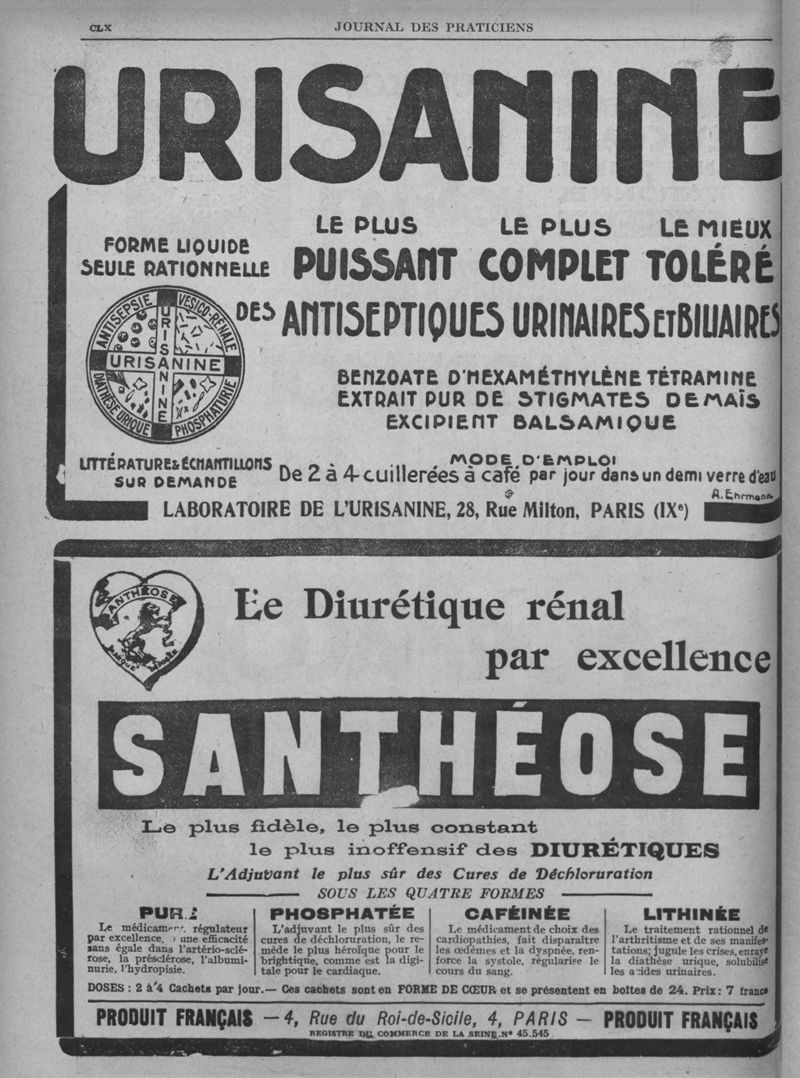 CLX
JOURNAL DES PRATICIENS
URISANINE
FORME LIQUIDE
SEULE RATIONNELLE
LE PLUS LE PLUS LE MIEUX
PUISSANT COMPLET TOLÉRÉ
DES ANTISEPTIQUES URINAIRES ET BILIAIRES
ANTISEPSIE VESICO-RENALE
URISANINE
URISANINE
DIATHÈSE URIQUE PHOSPHATURIE
BENZOATE D'HEXAMÉTHYLÈNE TÉTRAMINE
EXTRAIT PUR DE STIGMATES DE MAÏS
EXCIPIENT BALSAMIQUE
LITTÉRATURE & ÉCHANTILLONS
SUR DEMANDE
MODE D'EMPLOI
De 2 à 4 cuillerées à café par jour dans un demi verre d'eau
A. Ehrmann
LABORATOIRE DE L'URISANINE, 28, Rue Milton, PARIS (IXe)
SANTHÉOSE
MARQUE DÉPOSÉE
Le Diurétique rénal
par excellence
SANTHÉOSE
Le plus fidèle, le plus constant
le plus inoffensif des DIURÉTIQUES
L'Adjuvant le plus sûr des Cures de Déchloruration
SOUS LES QUATRE FORMES
PURE
Le médicament régulateur
par excellence, une efficacité
sans égale dans l'artério-sclé-
rose, la présclérose, l'albumi-
nurie, l'hydropisie.
PHOSPHATÉE
L'adjuvant le plus sûr des
cures de déchloruration, le re-
mède le plus héroïque pour le
brightique, comme est la digi-
tale pour le cardiaque.
CAFÉINÉE
Le médicament de choix des
cardiopathies, fait disparaître
les œdèmes et la dyspnée, ren-
force la systole, régularise le
cours du sang.
LITHINÉE
Le traitement rationnel de
l'arthritisme et de ses manifes-
tations; jugule les crises, enraye
la diathèse urique, solubilise
les acides urinaires.
DOSES : 2 à 4 Cachets par jour. — Ces cachets sont en FORME DE CŒUR et se présentent en boîtes de 24. Prix : 7 francs
PRODUIT FRANÇAIS — 4, Rue du Roi-de-Sicile, 4, PARIS — PRODUIT FRANÇAIS
REGISTRE DU COMMERCE DE LA SEINE, N° 45.545